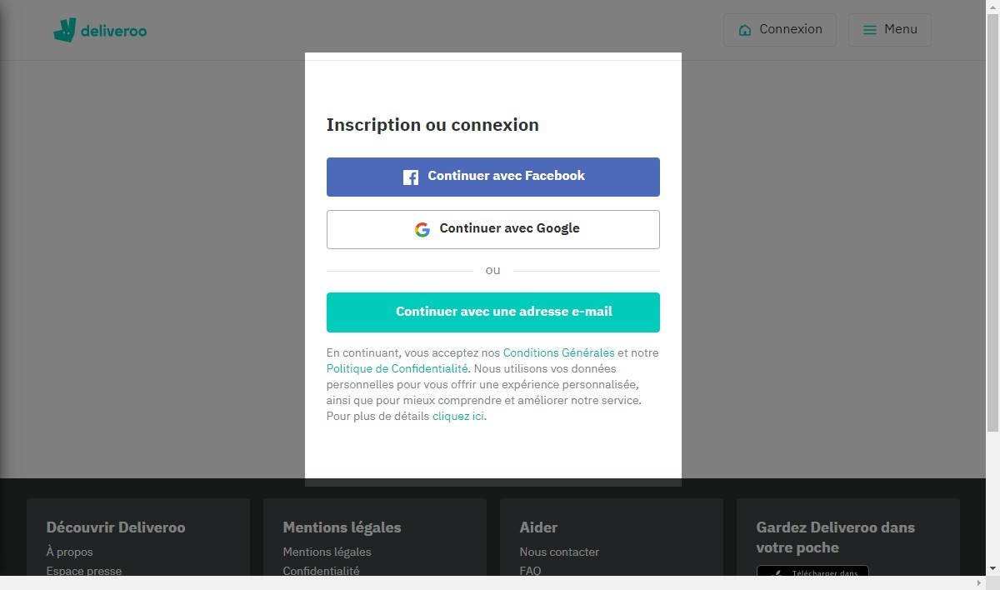 deliveroo
Connexion
Menu
Inscription ou connexion
Continuer avec Facebook
Continuer avec Google
ou
Continuer avec une adresse e-mail
En continuant, vous acceptez nos Conditions Générales et notre
Politique de Confidentialité. Nous utilisons vos données
personnelles pour vous offrir une expérience personnalisée,
ainsi que pour mieux comprendre et améliorer notre service.
Pour plus de détails cliquez ici.
Découvrir Deliveroo
À propos
Espace presse
Mentions légales
Mentions légales
Confidentialité
Aider
Nous contacter
FAQ
Gardez Deliveroo dans
votre poche
Télécharger dans